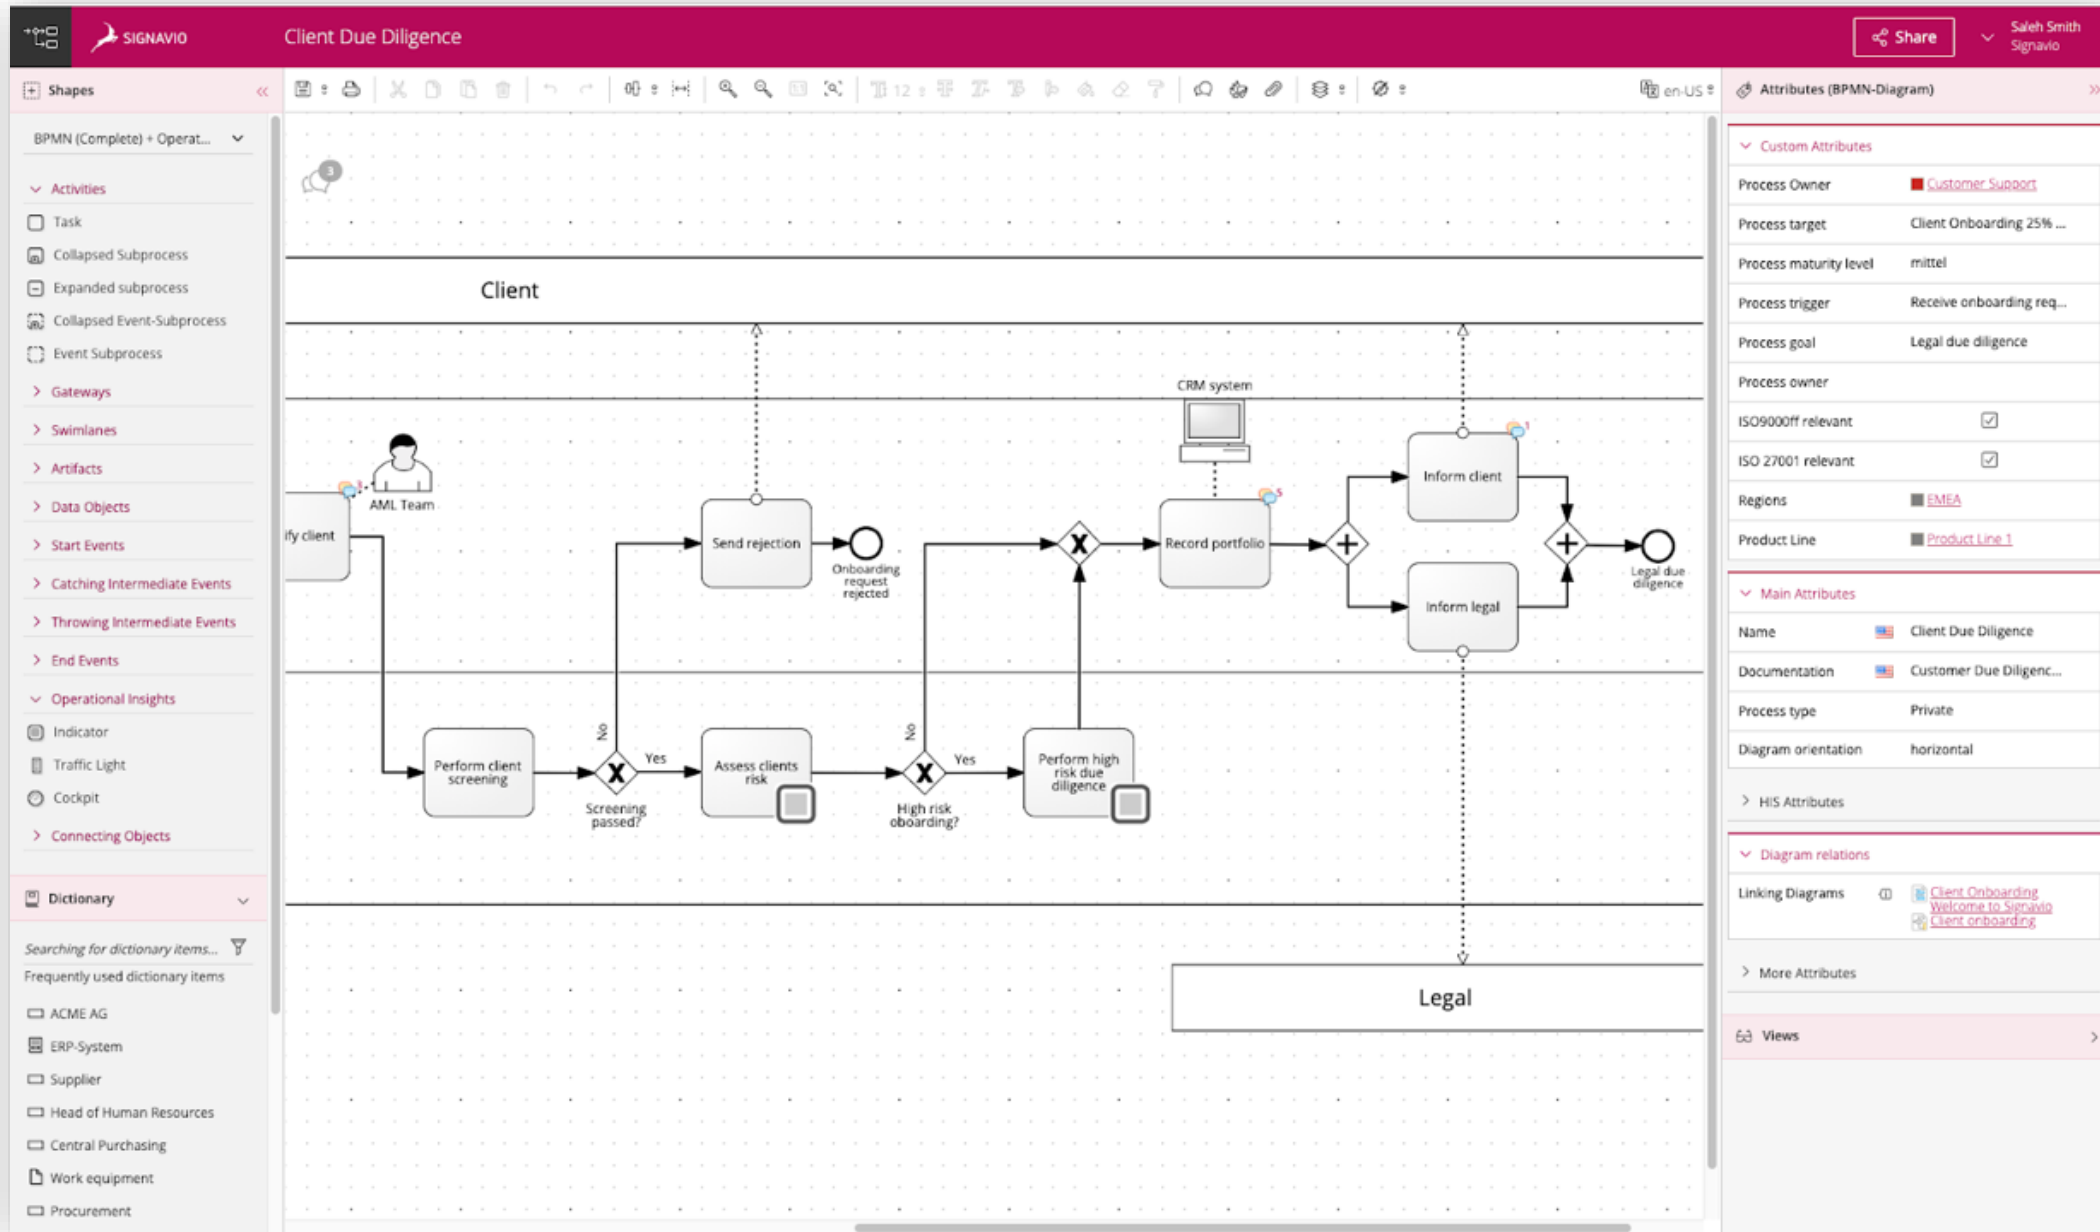 SIGNAVIO
Client Due Diligence
Share
Saleh Smith
Signavio
Shapes
BPMN (Complete) + Operat...
Activities
Task
Collapsed Subprocess
Expanded subprocess
Collapsed Event-Subprocess
Event Subprocess
Gateways
Swimlanes
Artifacts
Data Objects
Start Events
Catching Intermediate Events
Throwing Intermediate Events
End Events
Operational Insights
Indicator
Traffic Light
Cockpit
Connecting Objects
Dictionary
Searching for dictionary items...
Frequently used dictionary items
ACME AG
ERP-System
Supplier
Head of Human Resources
Central Purchasing
Work equipment
Procurement
12
en-US
3
Client
CRM system
3
AML Team
ify client
Send rejection
Onboarding
request
rejected
5
Record portfolio
1
Inform client
Inform legal
Legal due
diligence
Perform client
screening
No
Yes
Screening
passed?
Assess clients
risk
No
Yes
High risk
oboarding?
Perform high
risk due
diligence
Legal
Attributes (BPMN-Diagram)
Custom Attributes
Process Owner Customer Support
Process target Client Onboarding 25% ...
Process maturity level mittel
Process trigger Receive onboarding req...
Process goal Legal due diligence
Process owner
ISO9000ff relevant
ISO 27001 relevant
Regions EMEA
Product Line Product Line 1
Main Attributes
Name Client Due Diligence
Documentation Customer Due Diligenc...
Process type Private
Diagram orientation horizontal
HIS Attributes
Diagram relations
Linking Diagrams Client Onboarding
Welcome to Signavio
Client onboarding
More Attributes
Views